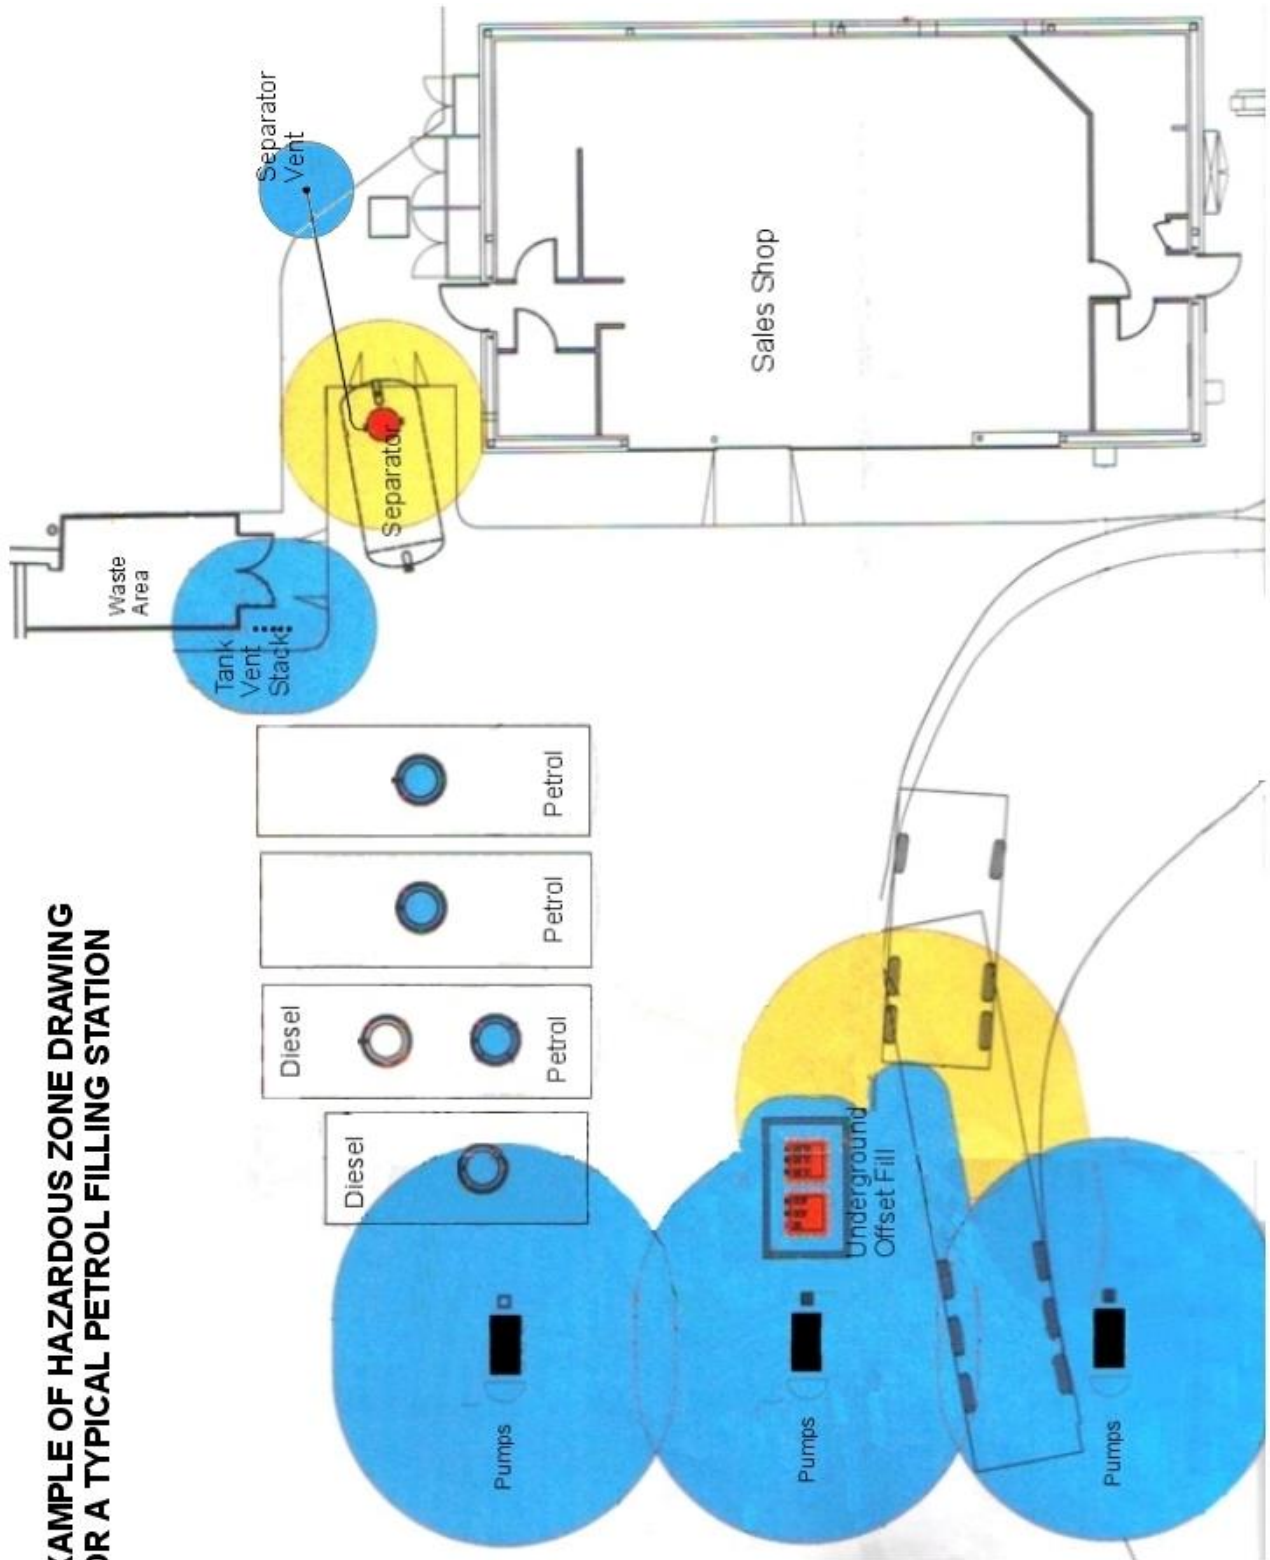 XAMPLE OF HAZARDOUS ZONE DRAWING
OR A TYPICAL PETROL FILLING STATION
Separator
Vent
Sales Shop
Separator
Waste
Area
Tank
Vent
Stack
Petrol
Petrol
Diesel
Petrol
Diesel
Underground
Offset Fill
Pumps
Pumps
Pumps